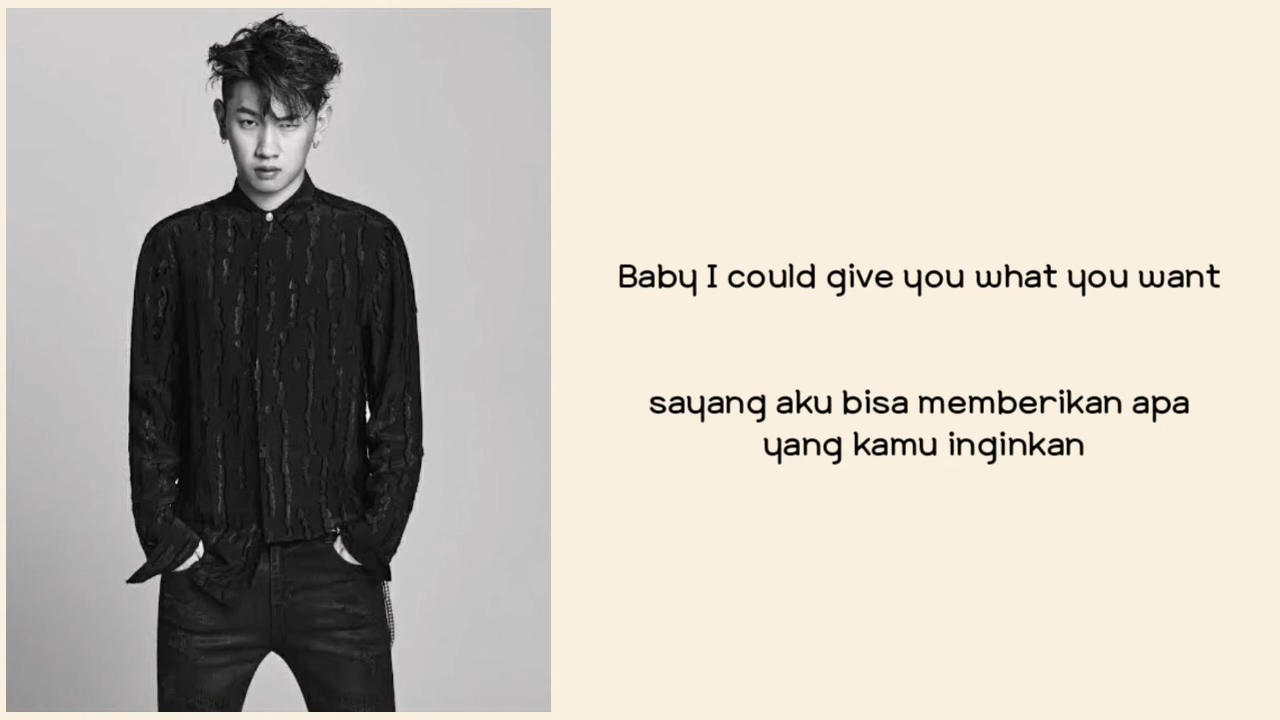 Baby I could give you what you want
sayang aku bisa memberikan apa
yang kamu inginkan